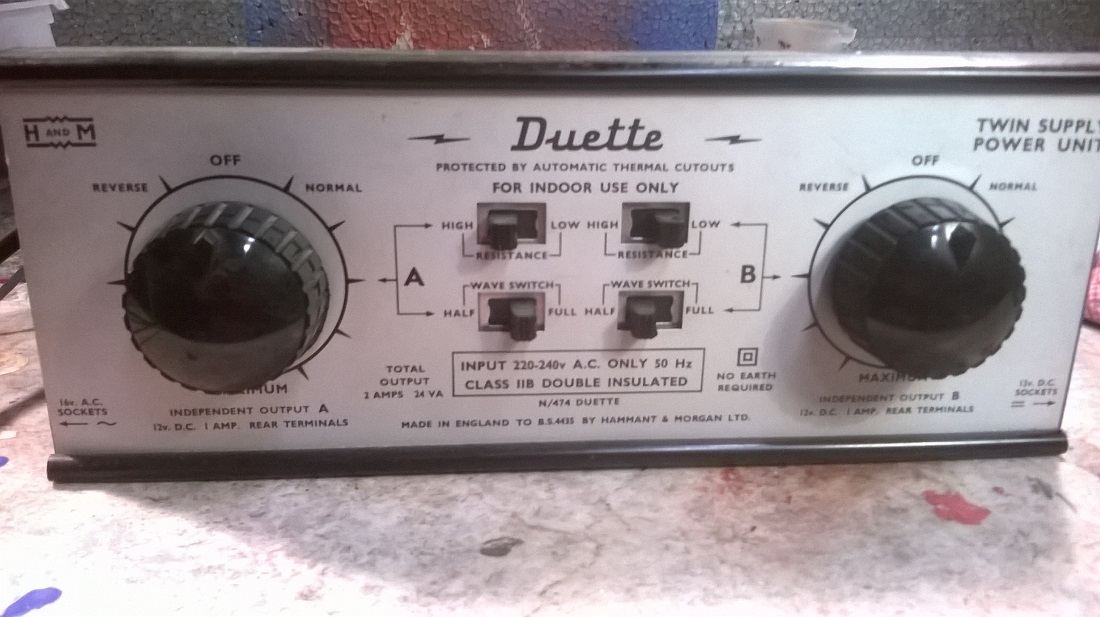 H AND M
Duette
TWIN SUPPLY
POWER UNIT
PROTECTED BY AUTOMATIC THERMAL CUTOUTS
FOR INDOOR USE ONLY
OFF
REVERSE
NORMAL
HIGH
LOW
RESISTANCE
HIGH
LOW
RESISTANCE
OFF
REVERSE
NORMAL
A
B
WAVE SWITCH
HALF
FULL
WAVE SWITCH
HALF
FULL
INPUT 220-240v A.C. ONLY 50 Hz
CLASS IIB DOUBLE INSULATED
TOTAL
OUTPUT
2 AMPS 24 VA
NO EARTH
REQUIRED
N/474 DUETTE
MADE IN ENGLAND TO B.S.4435 BY HAMMANT & MORGAN LTD.
16v. A.C.
SOCKETS
INDEPENDENT OUTPUT A
12v. D.C. 1 AMP. REAR TERMINALS
INDEPENDENT OUTPUT B
12v. D.C. 1 AMP. REAR TERMINALS
12v. D.C.
SOCKETS